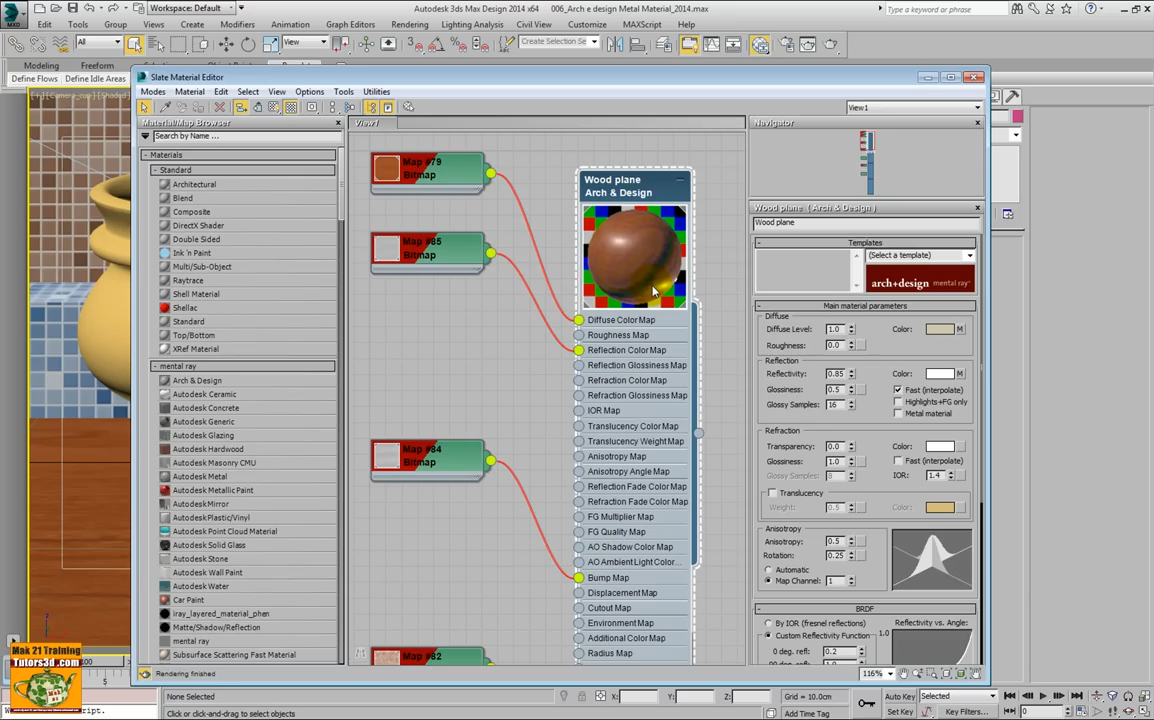 Workspace: Default
Autodesk 3ds Max Design 2014 x64
006_Arch e design Metal Material_2014.max
Type a keyword or phrase
Edit
Tools
Group
Views
Create
Modifiers
Animation
Graph Editors
Rendering
Lighting Analysis
Civil View
Customize
MAXScript
Help
All
View
Create Selection Se
Modeling
Freeform
Define Flows
Define Idle Areas
Slate Material Editor
Modes
Material
Edit
Select
View
Options
Tools
Utilities
View1
Material/Map Browser
Search by Name ...
Materials
Standard
Architectural
Blend
Composite
DirectX Shader
Double Sided
Ink 'n Paint
Multi/Sub-Object
Raytrace
Shell Material
Shellac
Standard
Top/Bottom
XRef Material
mental ray
Arch & Design
Autodesk Ceramic
Autodesk Concrete
Autodesk Generic
Autodesk Glazing
Autodesk Hardwood
Autodesk Masonry CMU
Autodesk Metal
Autodesk Metallic Paint
Autodesk Mirror
Autodesk Plastic/Vinyl
Autodesk Point Cloud Material
Autodesk Solid Glass
Autodesk Stone
Autodesk Wall Paint
Autodesk Water
Car Paint
iray_layered_material_phen
Matte/Shadow/Reflection
mental ray
Subsurface Scattering Fast Material
Rendering finished
View1
Map #79
Bitmap
Map #85
Bitmap
Map #84
Bitmap
Map #82
Wood plane
Arch & Design
Diffuse Color Map
Roughness Map
Reflection Color Map
Reflection Glossiness Map
Refraction Color Map
Refraction Glossiness Map
IOR Map
Translucency Color Map
Translucency Weight Map
Anisotropy Map
Anisotropy Angle Map
Reflection Fade Color Map
Refraction Fade Color Map
FG Multiplier Map
FG Quality Map
AO Shadow Color Map
AO Ambient Light Color...
Bump Map
Displacement Map
Cutout Map
Environment Map
Additional Color Map
Radius Map
Navigator
Wood plane ( Arch & Design )
Wood plane
Templates
(Select a template)
arch+design mental ray
Main material parameters
Diffuse
Diffuse Level: 1.0 Color: M
Roughness: 0.0
Reflection
Reflectivity: 0.85 Color: M
Glossiness: 0.5 Fast (interpolate)
Glossy Samples: 16 Highlights+FG only
Metal material
Refraction
Transparency: 0.0 Color:
Glossiness: 1.0 Fast (interpolate)
Glossy Samples: 8 IOR: 1.4
Translucency
Weight: 0.5 Color:
Anisotropy
Anisotropy: 0.5
Rotation: 0.25
Automatic
Map Channel: 1
BRDF
By IOR (fresnel reflections)
Reflectivity vs. Angle:
Custom Reflectivity Function
1.0
0 deg. refl: 0.2
116%
Mak 21 Training
Tutors3d.com
Mak 21
100
5
None Selected
Click or click-and-drag to select objects
X:
Y:
Z:
Grid = 10.0cm
Add Time Tag
Auto Key
Selected
Set Key
Key Filters...
0